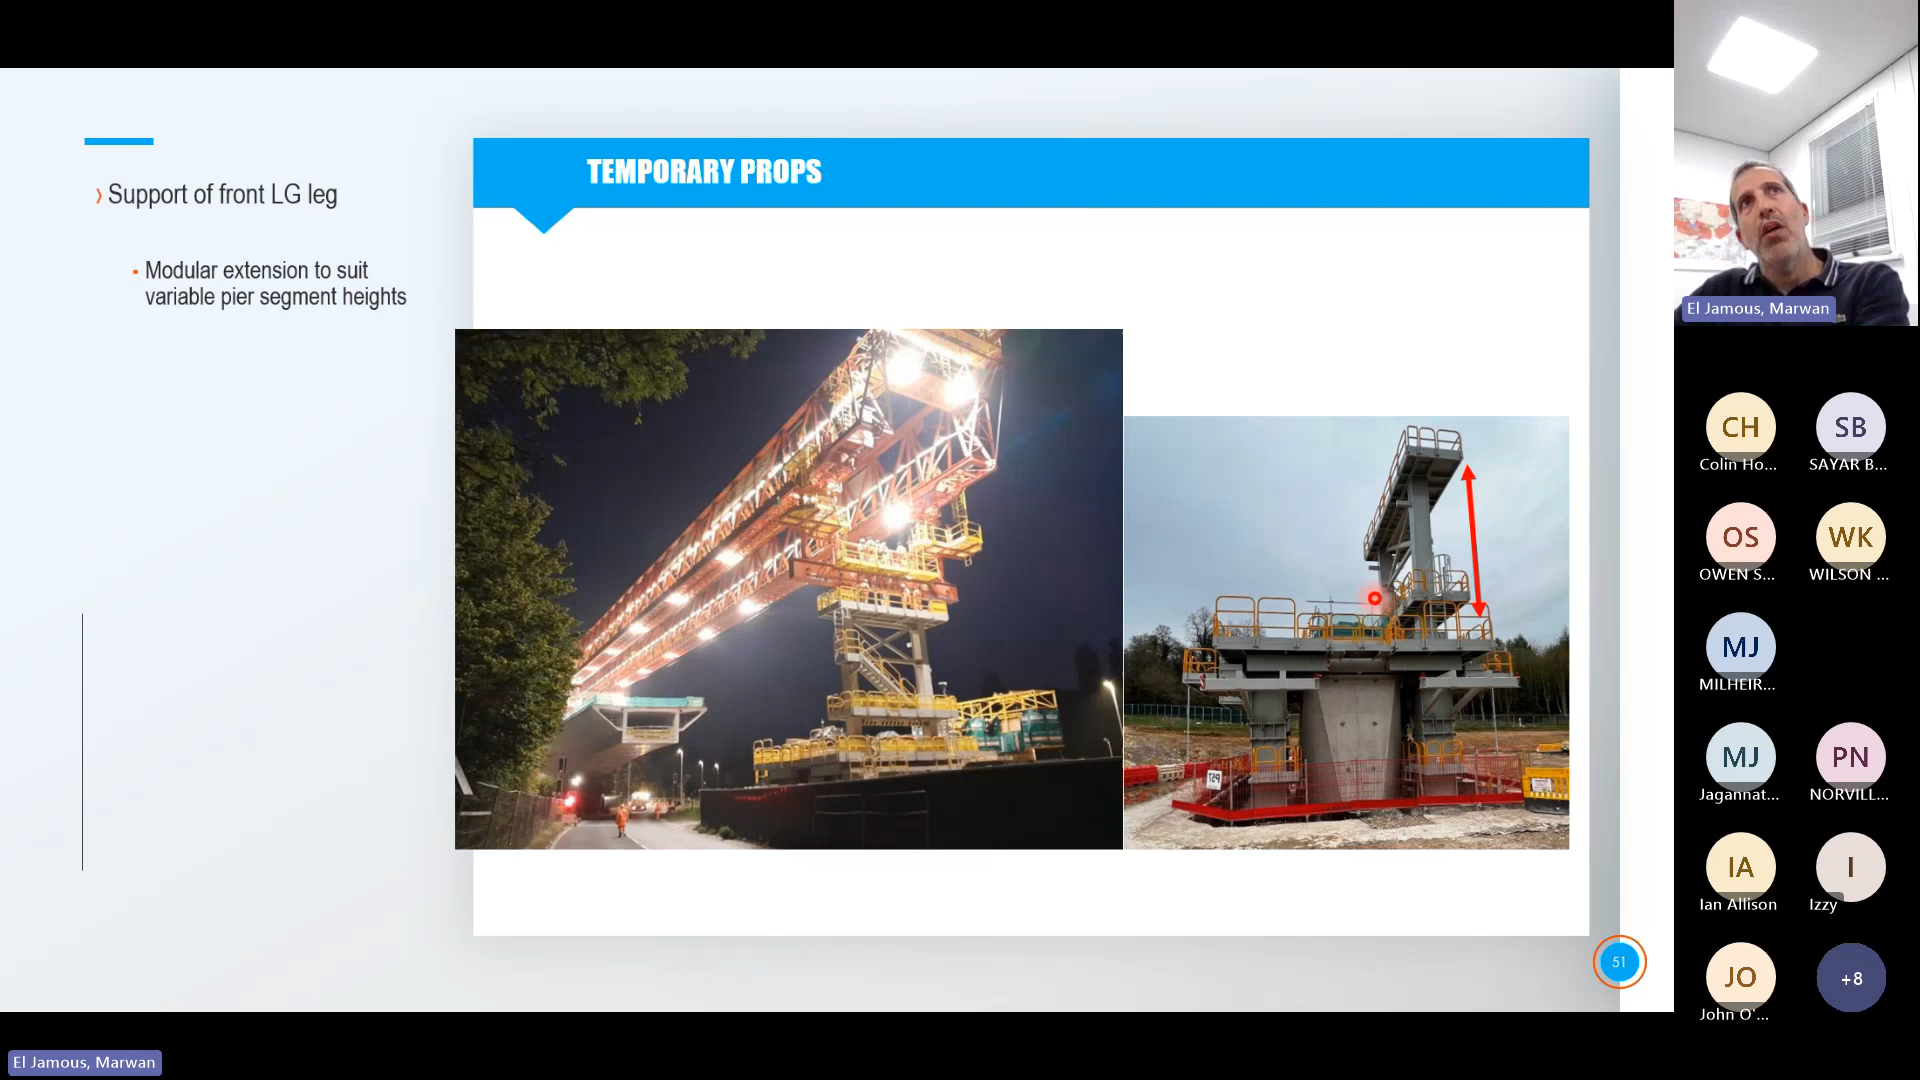 TEMPORARY PROPS
› Support of front LG leg
• Modular extension to suit
variable pier segment heights
51
El Jamous, Marwan
CH
Colin Ho...
SB
SAYAR B...
OS
OWEN S...
WK
WILSON ...
MJ
MILHEIR...
MJ
Jagannat...
PN
NORVILL...
IA
Ian Allison
I
Izzy
JO
John O'...
+8
El Jamous, Marwan